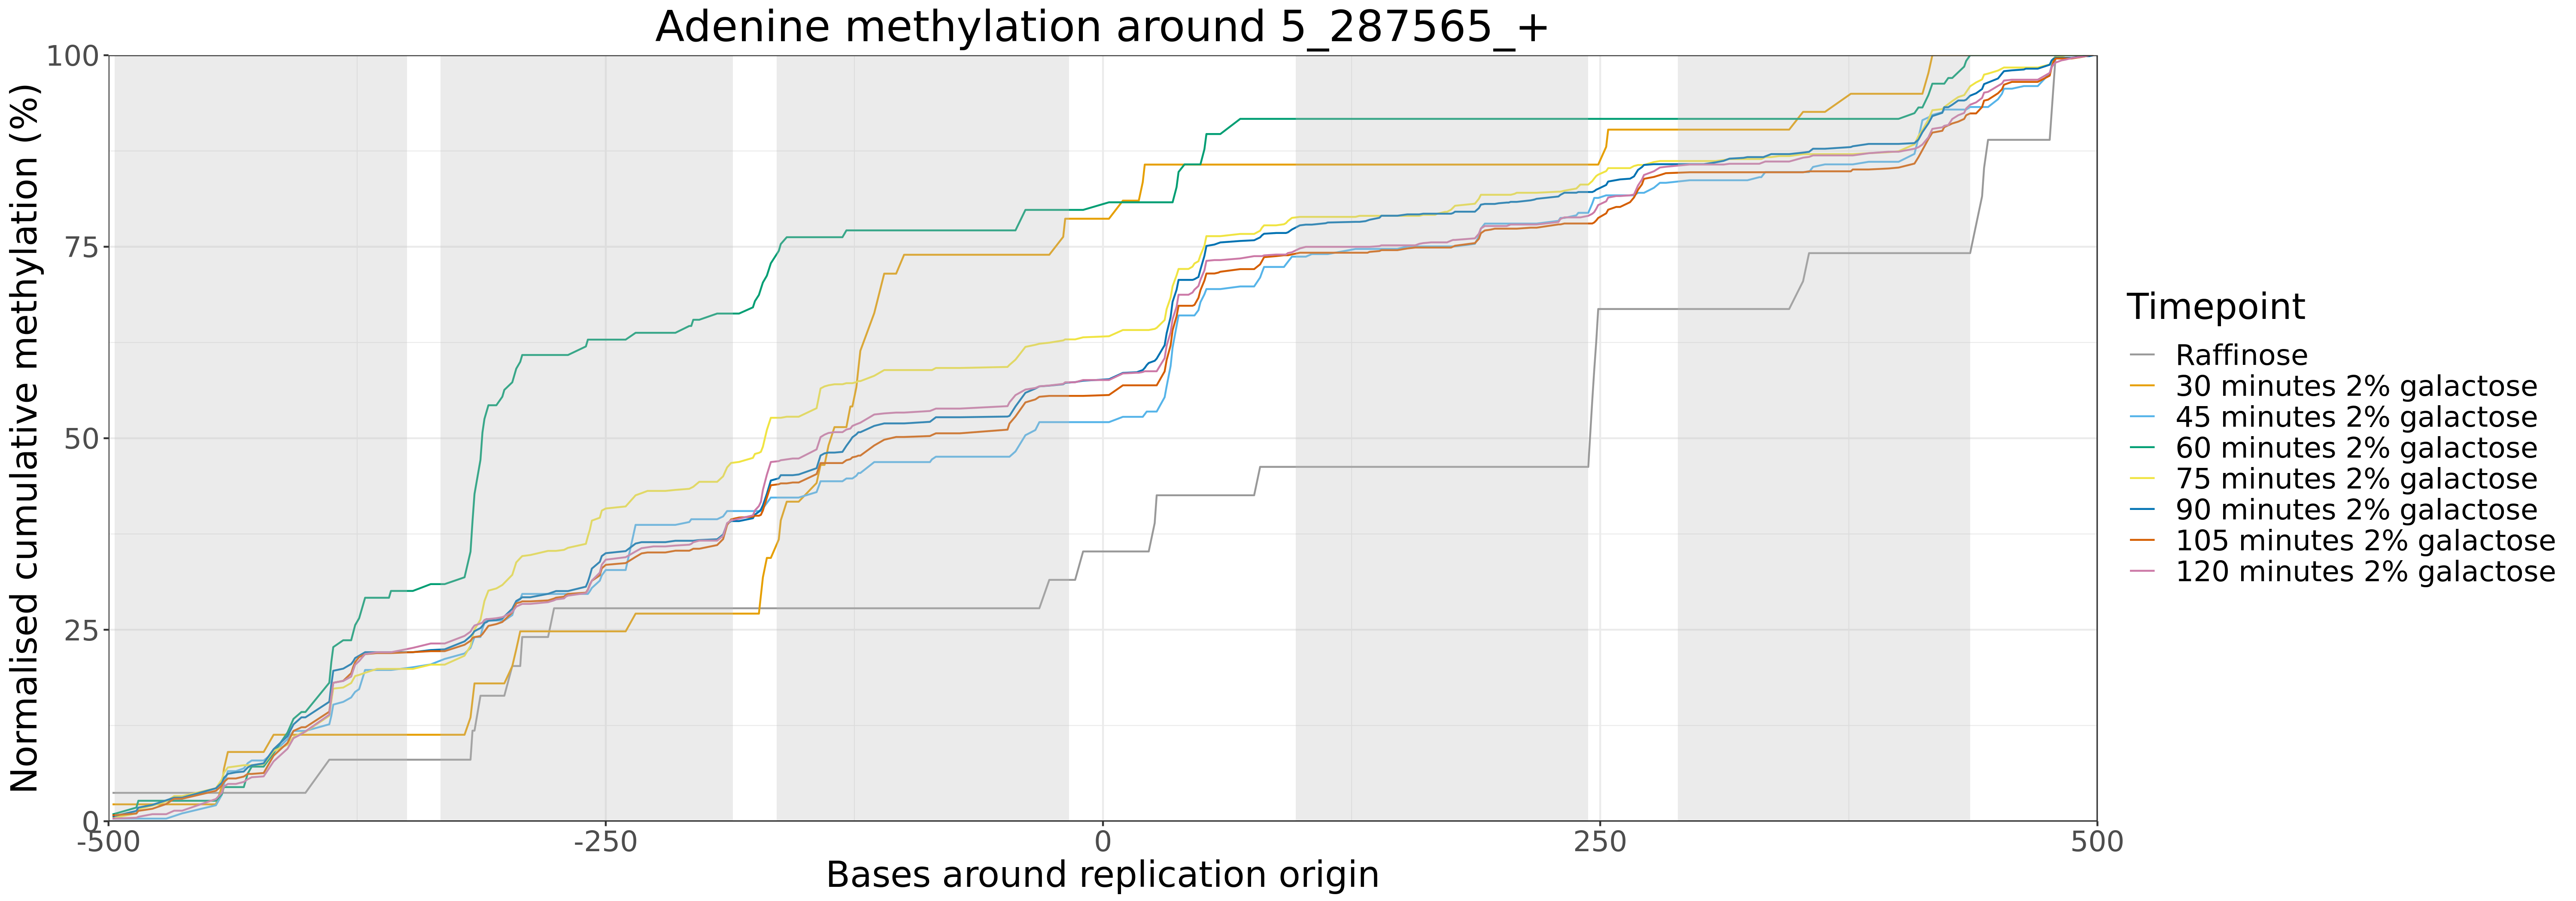 Adenine methylation around 5_287565_+
Normalised cumulative methylation (%)
100
75
50
25
0
-500
-250
0
250
500
Bases around replication origin
Timepoint
Raffinose
30 minutes 2% galactose
45 minutes 2% galactose
60 minutes 2% galactose
75 minutes 2% galactose
90 minutes 2% galactose
105 minutes 2% galactose
120 minutes 2% galactose